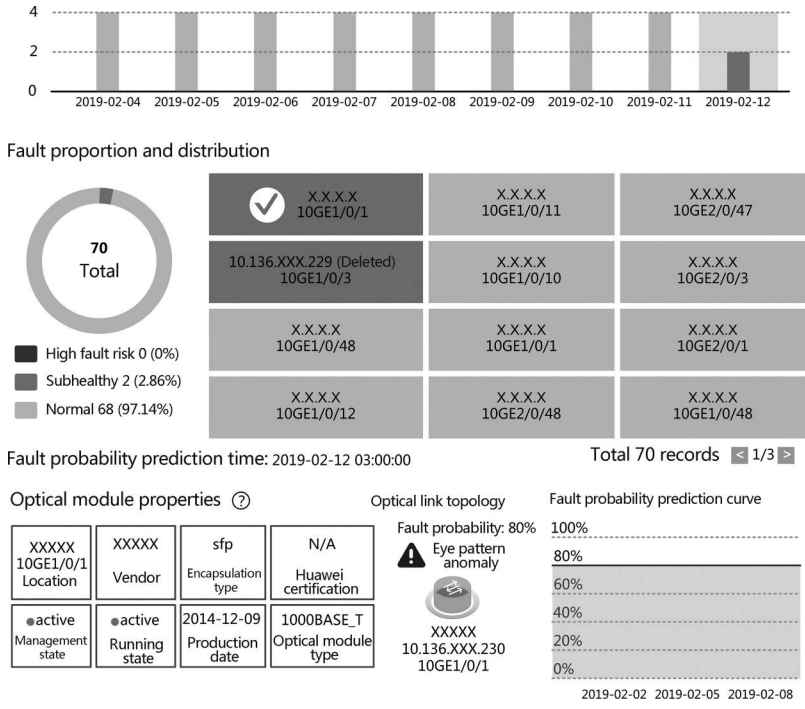 4
2
0
2019-02-04 2019-02-05 2019-02-06 2019-02-07 2019-02-08 2019-02-09 2019-02-10 2019-02-11 2019-02-12
Fault proportion and distribution
70
Total
High fault risk 0 (0%)
Subhealthy 2 (2.86%)
Normal 68 (97.14%)
X.X.X.X
10GE1/0/1
X.X.X.X
10GE1/0/11
X.X.X.X
10GE2/0/47
10.136.XXX.229 (Deleted)
10GE1/0/3
X.X.X.X
10GE1/0/10
X.X.X.X
10GE2/0/3
X.X.X.X
10GE1/0/48
X.X.X.X
10GE1/0/1
X.X.X.X
10GE2/0/1
X.X.X.X
10GE1/0/12
X.X.X.X
10GE2/0/48
X.X.X.X
10GE1/0/48
Fault probability prediction time: 2019-02-12 03:00:00
Total 70 records < 1/3 >
Optical module properties ?
XXXXX
10GE1/0/1
Location
XXXXX
Vendor
sfp
Encapsulation
type
N/A
Huawei
certification
active
Management
state
active
Running
state
2014-12-09
Production
date
1000BASE_T
Optical module
type
Optical link topology
Fault probability: 80%
Eye pattern
anomaly
XXXXX
10.136.XXX.230
10GE1/0/1
Fault probability prediction curve
100%
80%
60%
40%
20%
0%
2019-02-02 2019-02-05 2019-02-08